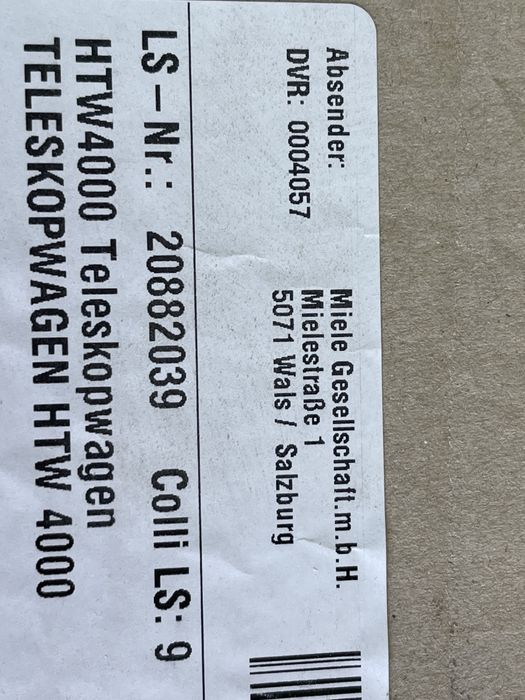 Absender: Miele Gesellschaft.m.b.H.
DVR: 0004057 Mielestraße 1
5071 Wals / Salzburg
LS-Nr.: 20882039 Colli LS: 9
HTW4000 Teleskopwagen
TELESKOPWAGEN HTW 4000